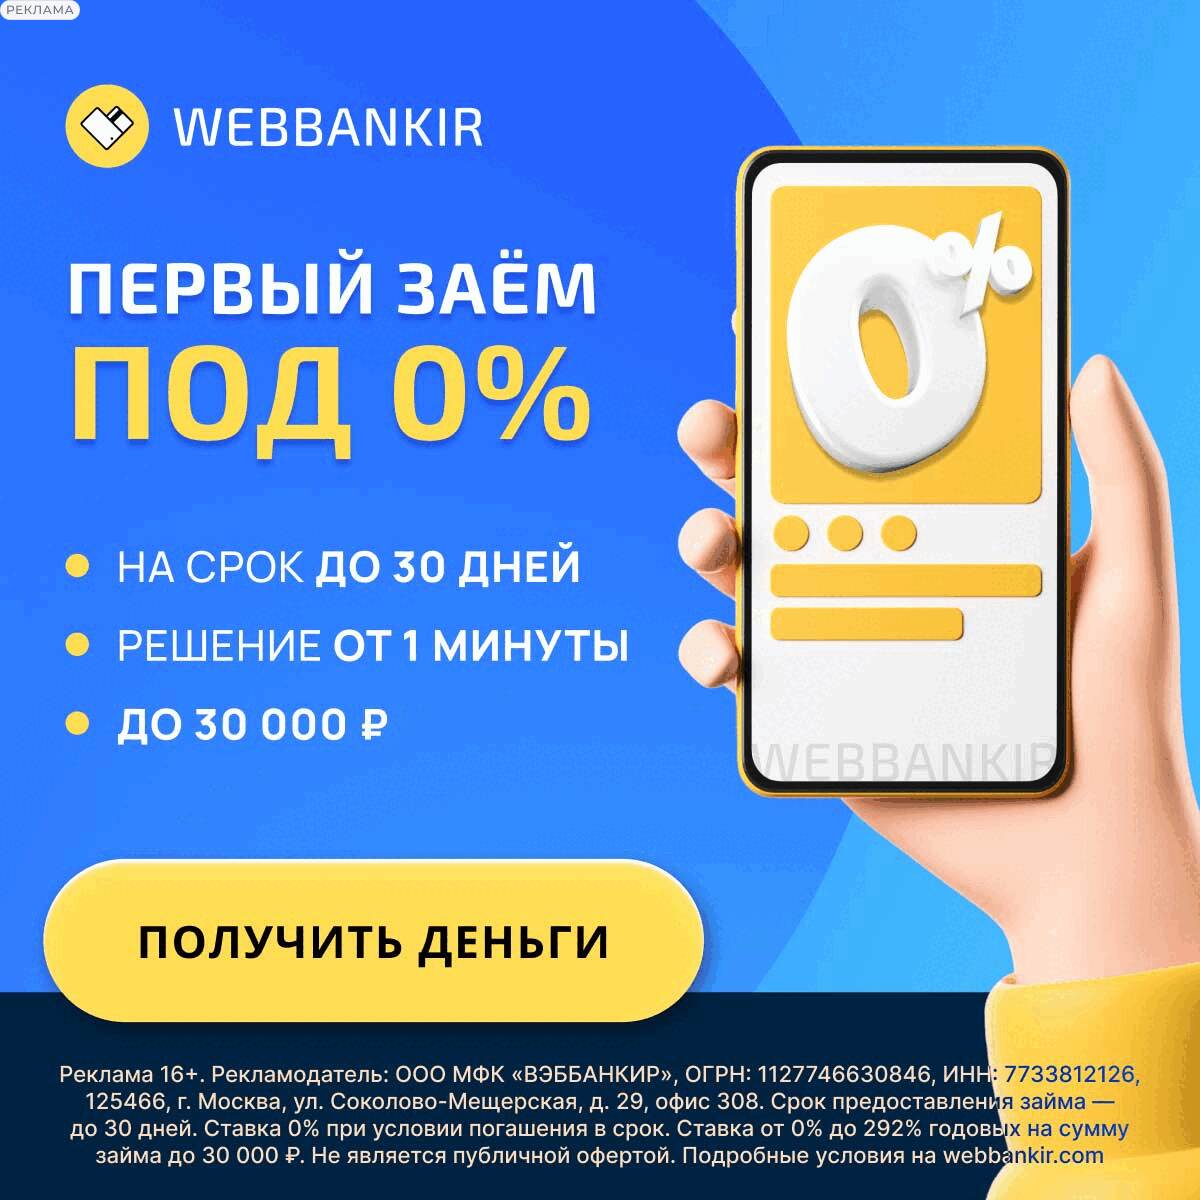 РЕКЛАМА
WEBBANKIR
ПЕРВЫЙ ЗАЁМ
ПОД 0%
0%
НА СРОК ДО 30 ДНЕЙ
РЕШЕНИЕ ОТ 1 МИНУТЫ
ДО 30 000 ₽
WEBBANKIR
ПОЛУЧИТЬ ДЕНЬГИ
Реклама 16+. Рекламодатель: ООО МФК «ВЭББАНКИР», ОГРН: 1127746630846, ИНН: 7733812126,
125466, г. Москва, ул. Соколово-Мещерская, д. 29, офис 308. Срок предоставления займа —
до 30 дней. Ставка 0% при условии погашения в срок. Ставка от 0% до 292% годовых на сумму
займа до 30 000 ₽. Не является публичной офертой. Подробные условия на webbankir.com